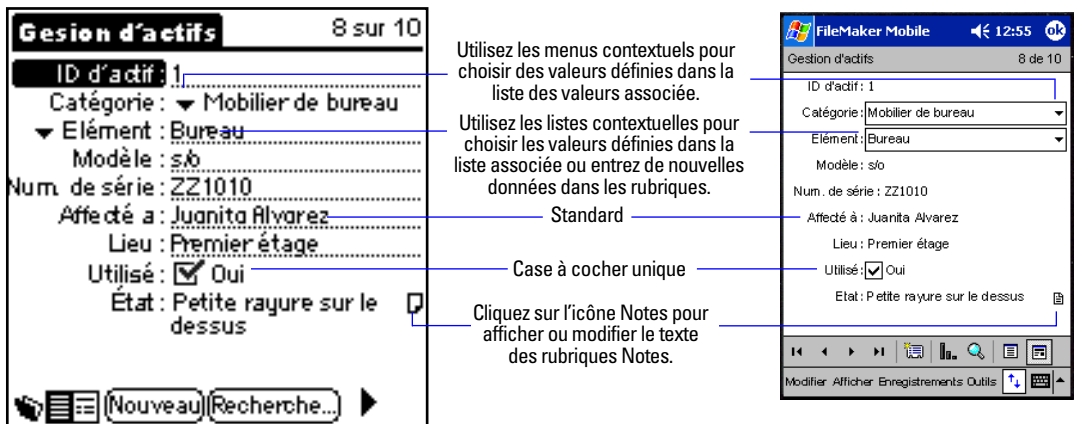 Gesion d'actifs 8 sur 10
ID d'actif : 1
Catégorie : Mobilier de bureau
Elément : Bureau
Modèle : s/o
Num. de série : ZZ1010
Affecté a : Juanita Alvarez
Lieu : Premier étage
Utilisé : Oui
État : Petite rayure sur le
dessus
Nouveau Recherche...
Utilisez les menus contextuels pour
choisir des valeurs définies dans la
liste des valeurs associée.
Utilisez les listes contextuelles pour
choisir les valeurs définies dans la
liste associée ou entrez de nouvelles
données dans les rubriques.
Standard
Case à cocher unique
Cliquez sur l'icône Notes pour
afficher ou modifier le texte
des rubriques Notes.
FileMaker Mobile 12:55 ok
Gestion d'actifs 8 de 10
ID d'actif : 1
Catégorie : Mobilier de bureau
Elément : Bureau
Modèle : s/o
Num. de série : ZZ1010
Affecté à : Juanita Alvarez
Lieu : Premier étage
Utilisé : Oui
Etat : Petite rayure sur le dessus
Modifier Afficher Enregistrements Outils